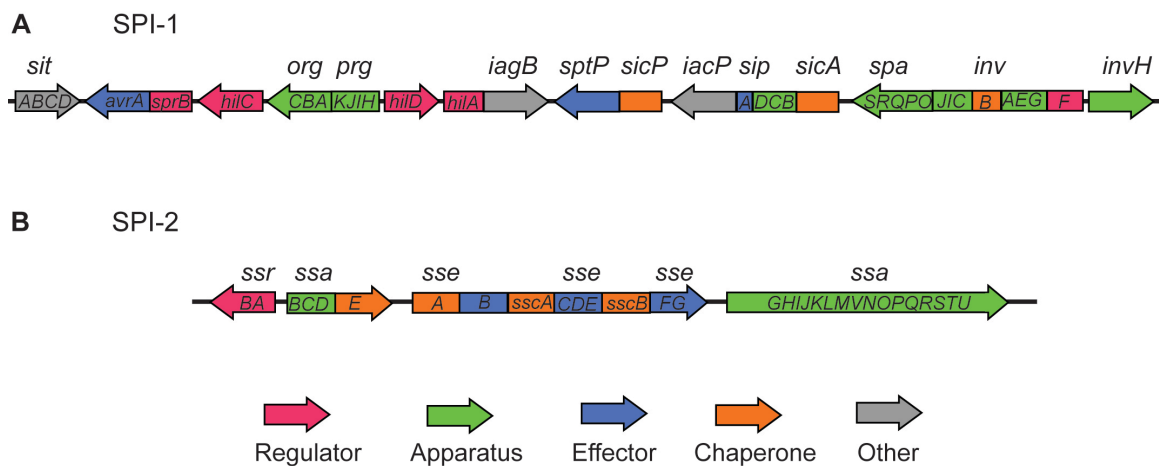 A SPI-1
sit org prg iagB sptP sicP iacP sip sicA spa inv invH
ABCD avrA sprB hilC CBA KJIH hilD hilA A DCB SRQPO JIC B AEG F
B SPI-2
ssr ssa sse sse sse ssa
BA BCD E A B sscA CDE sscB FG GHIJKLMVNOPQRSTU
Regulator Apparatus Effector Chaperone Other